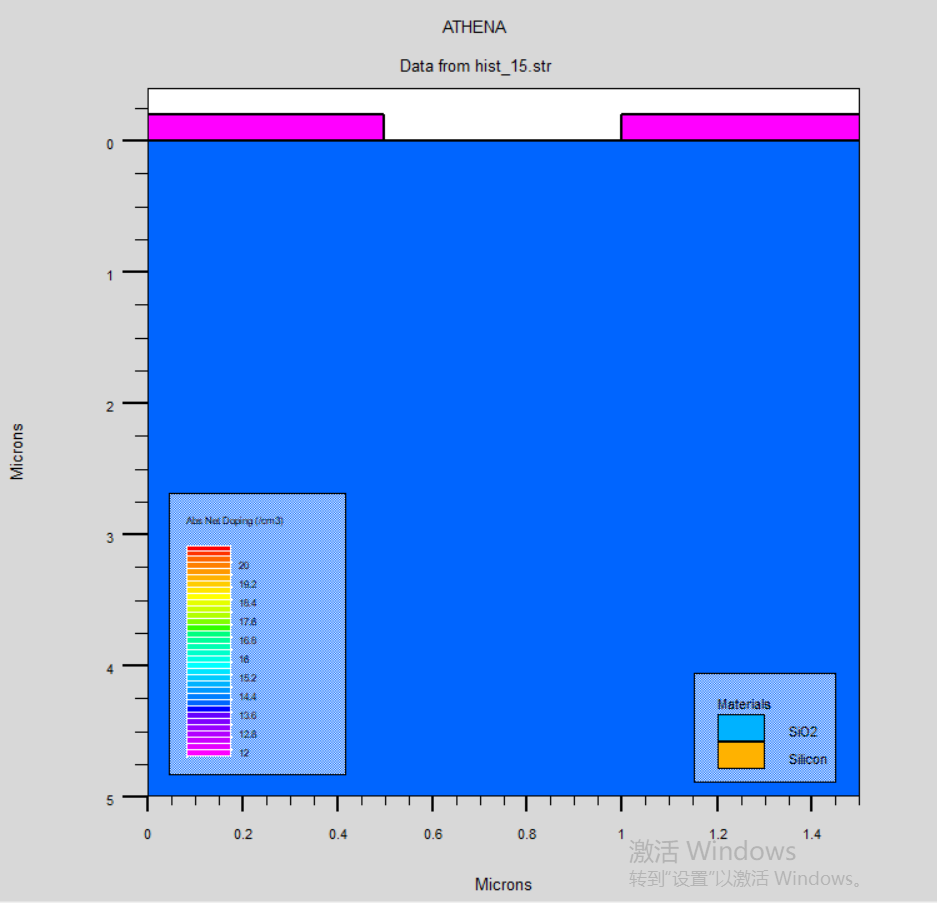 ATHENA
Data from hist_15.str
0
1
2
3
4
5
Microns
Abs Net Doping (/cm3)
20
19.2
18.4
17.6
16.8
16
15.2
14.4
13.6
12.8
12
Materials
SiO2
Silicon
0
0.2
0.4
0.6
0.8
1
1.2
1.4
Microns
激活 Windows
转到"设置"以激活 Windows。